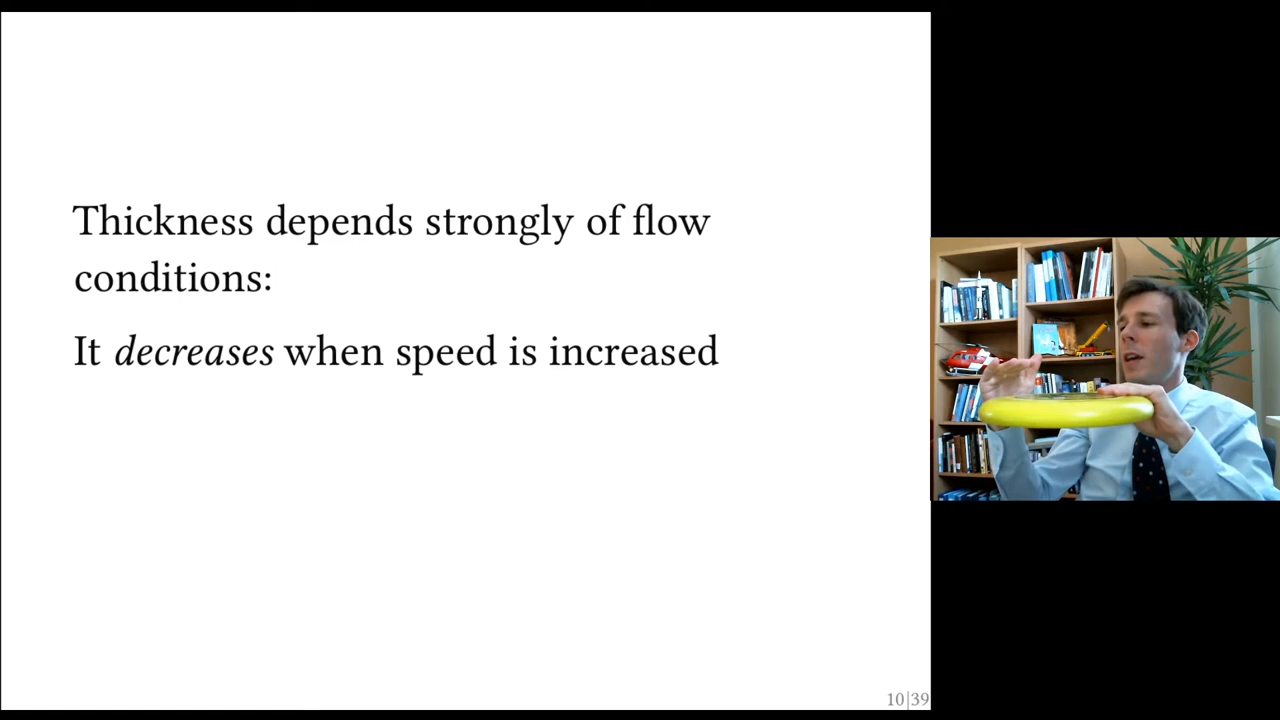 Thickness depends strongly of flow
conditions:
It decreases when speed is increased
10|39